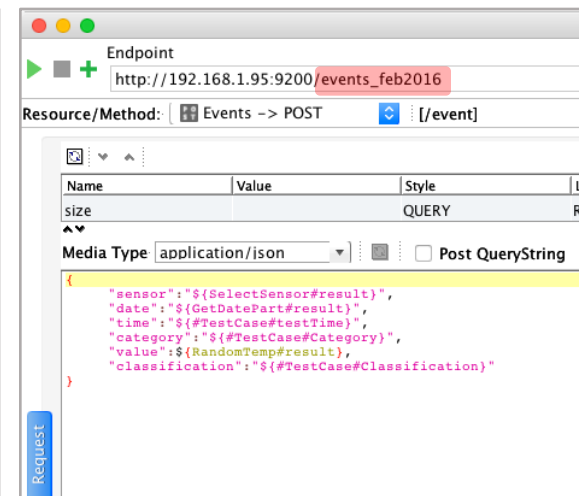 Endpoint
http://192.168.1.95:9200/events_feb2016
Resource/Method: Events -> POST [/event]
Name Value Style
size QUERY R
Media Type application/json Post QueryString
{
"sensor":"${SelectSensor#result}",
"date":"${GetDatePart#result}",
"time":"${#TestCase#testTime}",
"category":"${#TestCase#Category}",
"value":${RandomTemp#result},
"classification":"${#TestCase#Classification}"
}
Request